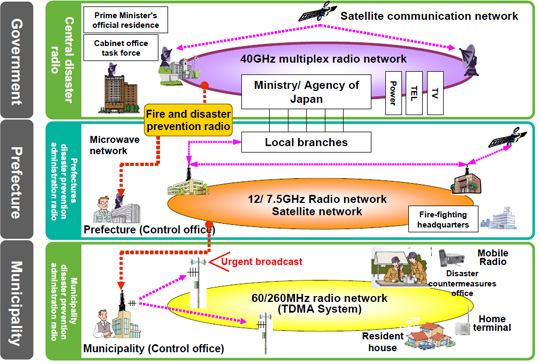 Government
Central disaster
radio
Prime Minister's
official residence
Cabinet office
task force
Satellite communication network
40GHz multiplex radio network
Ministry/ Agency of
Japan
Power
TEL
TV
Fire and disaster
prevention radio
Prefecture
Prefectures
disaster prevention
administration radio
Microwave
network
Local branches
12/ 7.5GHz Radio network
Satellite network
Fire-fighting
headquarters
Prefecture (Control office)
Municipality
Municipality
disaster prevention
administration radio
Urgent broadcast
60/260MHz radio network
(TDMA System)
Mobile
Radio
Disaster
countermeasures
office
Home
terminal
Resident
house
Municipality (Control office)